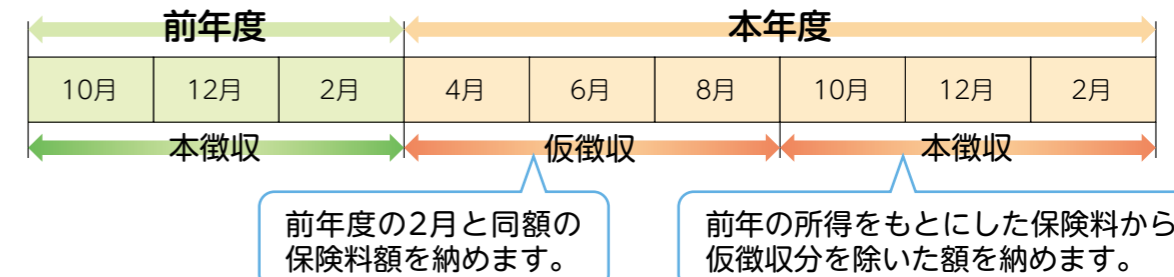 前年度 本年度
10月 12月 2月 4月 6月 8月 10月 12月 2月
本徴収 仮徴収 本徴収
前年度の2月と同額の
保険料額を納めます。
前年の所得をもとにした保険料から
仮徴収分を除いた額を納めます。